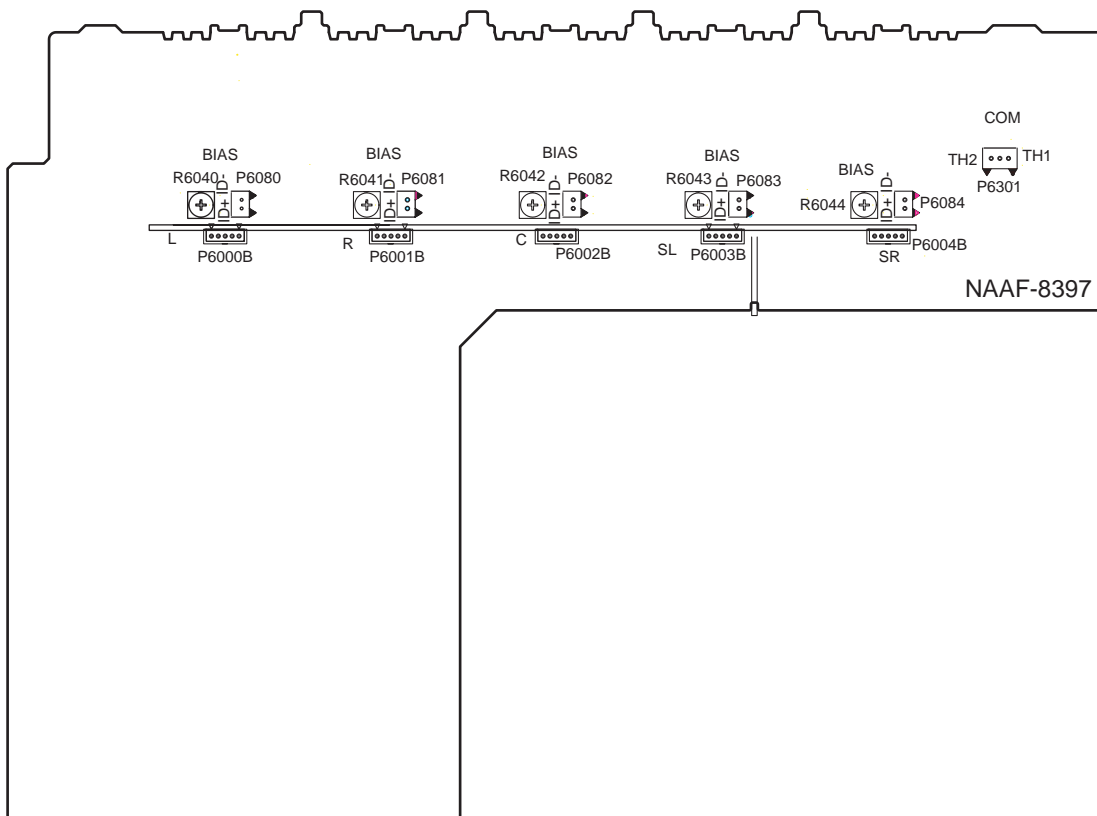 COM
TH2
TH1
P6301
BIAS
R6040
P6080
BIAS
R6041
P6081
BIAS
R6042
P6082
BIAS
R6043
P6083
BIAS
R6044
P6084
L
P6000B
R
P6001B
C
P6002B
SL
P6003B
SR
P6004B
NAAF-8397